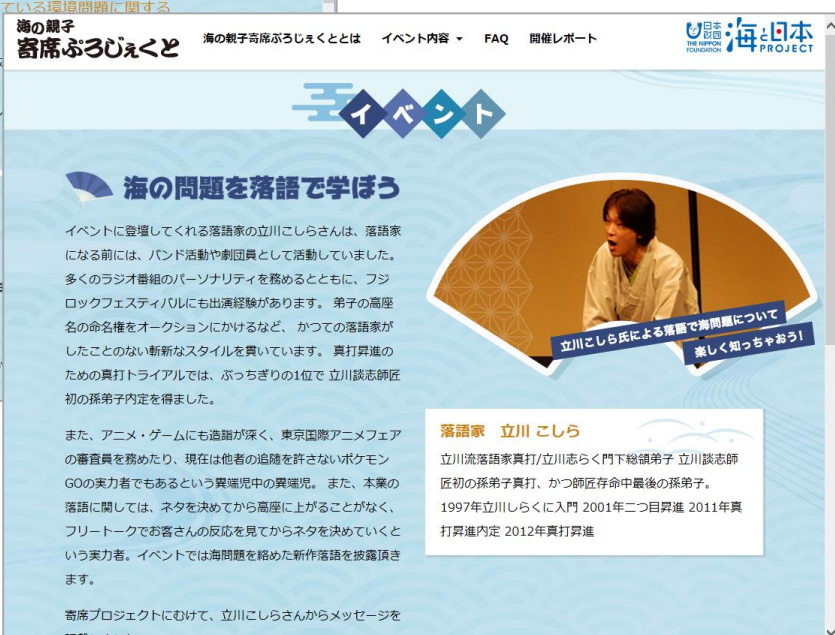 ている環境問題に関する
海の親子
寄席ぷろじぇくと
海の親子寄席ぷろじぇくととは イベント内容 FAQ 開催レポート
日本財団
THE NIPPON
FOUNDATION
海と日本
PROJECT
イベント
海の問題を落語で学ぼう
イベントに登壇してくれる落語家の立川こしらさんは、落語家
になる前には、バンド活動や劇団員として活動していました。
多くのラジオ番組のパーソナリティを務めるとともに、フジ
ロックフェスティバルにも出演経験があります。 弟子の高座
名の命名権をオークションにかけるなど、 かつての落語家が
したことのない斬新なスタイルを貫いています。 真打昇進の
ための真打トライアルでは、ぶっちぎりの1位で 立川談志師匠
初の孫弟子内定を得ました。
また、アニメ・ゲームにも造詣が深く、東京国際アニメフェア
の審査員を務めたり、現在は他者の追随を許さないポケモン
GOの実力者でもあるという異端児中の異端児。 また、本業の
落語に関しては、ネタを決めてから高座に上がることがなく、
フリートークでお客さんの反応を見てからネタを決めていくと
いう実力者。イベントでは海問題を絡めた新作落語を披露頂き
ます。
寄席プロジェクトにむけて、立川こしらさんからメッセージを
立川こしら氏による落語で海問題について
楽しく知っちゃおう!
落語家 立川 こしら
立川流落語家真打/立川志らく門下総領弟子 立川談志師
匠初の孫弟子真打、かつ師匠存命中最後の孫弟子。
1997年立川しらくに入門 2001年二つ目昇進 2011年真
打昇進内定 2012年真打昇進